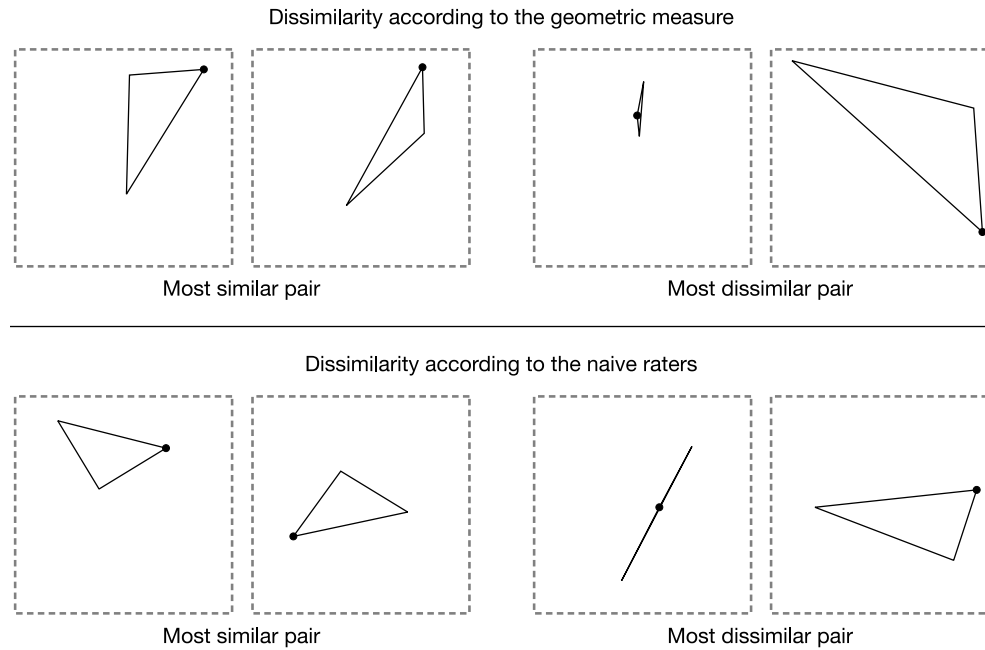 Dissimilarity according to the geometric measure
Most similar pair
Most dissimilar pair
Dissimilarity according to the naive raters
Most similar pair
Most dissimilar pair